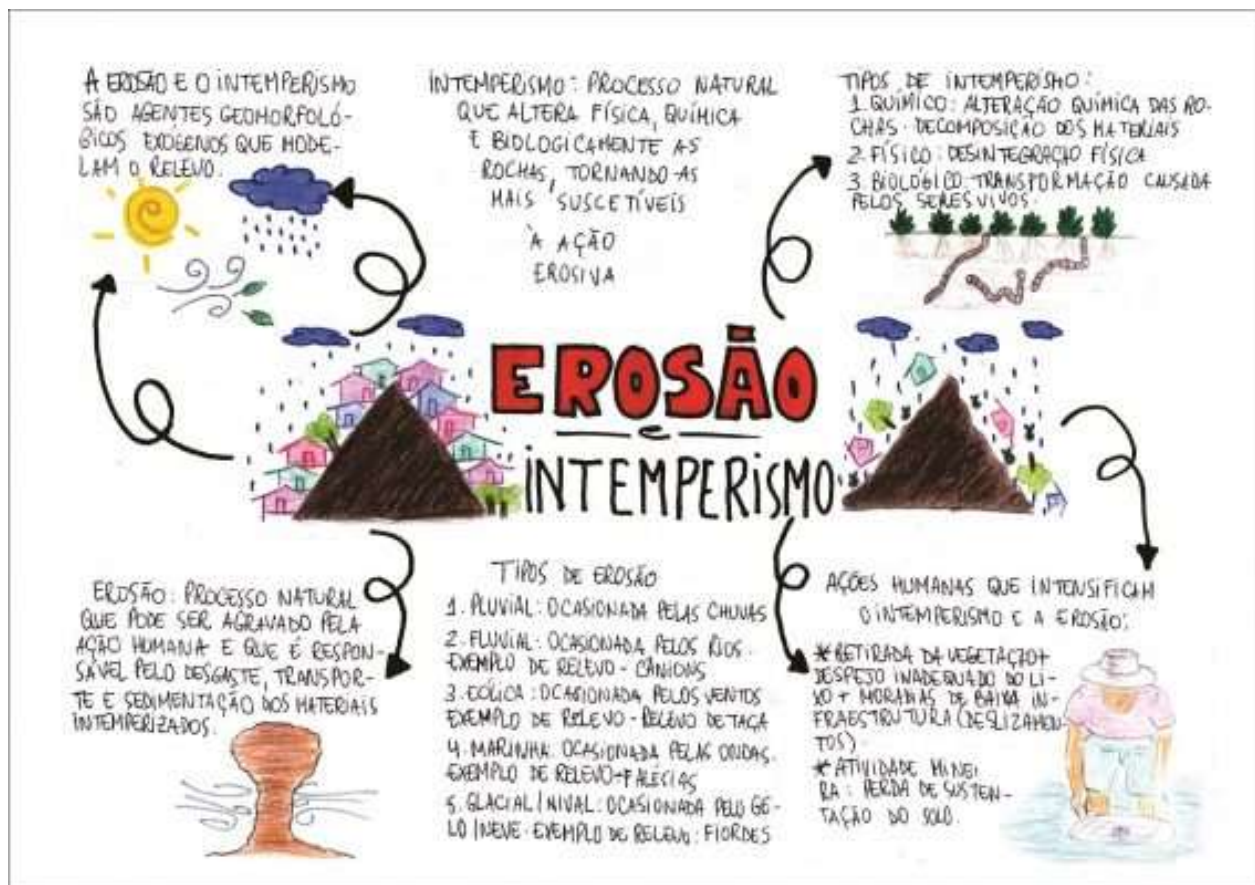 A EROSÃO E O INTEMPERISMO
SÃO AGENTES GEOMORFOLÓ-
GICOS EXÓGENOS QUE MODE-
LAM O RELEVO.
INTEMPERISMO: PROCESSO NATURAL
QUE ALTERA FÍSICA, QUÍMICA
E BIOLOGICAMENTE AS
ROCHAS, TORNANDO-AS
MAIS SUSCETÍVEIS
À AÇÃO
EROSIVA
TIPOS DE INTEMPERISMO:
1. QUÍMICO: ALTERAÇÃO QUÍMICA DAS RO-
CHAS. DECOMPOSIÇÃO DOS MATERIAIS
2. FÍSICO: DESINTEGRAÇÃO FÍSICA
3. BIOLÓGICO: TRANSFORMAÇÃO CAUSADA
PELOS SERES VIVOS.
EROSÃO
e
INTEMPERISMO
EROSÃO: PROCESSO NATURAL
QUE PODE SER AGRAVADO PELA
AÇÃO HUMANA E QUE É RESPON-
SÁVEL PELO DESGASTE, TRANSPOR-
TE E SEDIMENTAÇÃO DOS MATERIAIS
INTEMPERIZADOS.
TIPOS DE EROSÃO
1. PLUVIAL: OCASIONADA PELAS CHUVAS
2. FLUVIAL: OCASIONADA PELOS RIOS.
EXEMPLO DE RELEVO - CÂNIONS
3. EÓLICA: OCASIONADA PELOS VENTOS
EXEMPLO DE RELEVO - RELEVO DE TAÇA
4. MARINHA: OCASIONADA PELAS ONDAS.
EXEMPLO DE RELEVO - FALÉCIAS
5. GLACIAL/NIVAL: OCASIONADA PELO GE-
LO/NEVE. EXEMPLO DE RELEVO: FIORDES
AÇÕES HUMANAS QUE INTENSIFICAM
O INTEMPERISMO E A EROSÃO:
* RETIRADA DA VEGETAÇÃO +
DESPEJO INADEQUADO DO LI-
XO + MORADIAS DE BAIXA IN-
FRAESTRUTURA (DESLIZAMEN-
TOS).
* ATIVIDADE MINEI
RA: PERDA DE SUSTEN-
TAÇÃO DO SOLO.